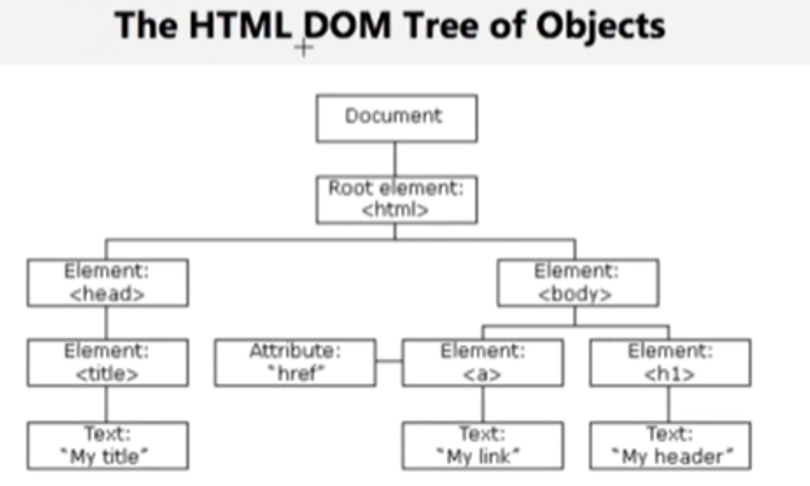 The HTML DOM Tree of Objects
Document
Root element:
<html>
Element:
<head>
Element:
<body>
Element:
<title>
Attribute:
"href"
Element:
<a>
Element:
<h1>
Text:
"My title"
Text:
"My link"
Text:
"My header"